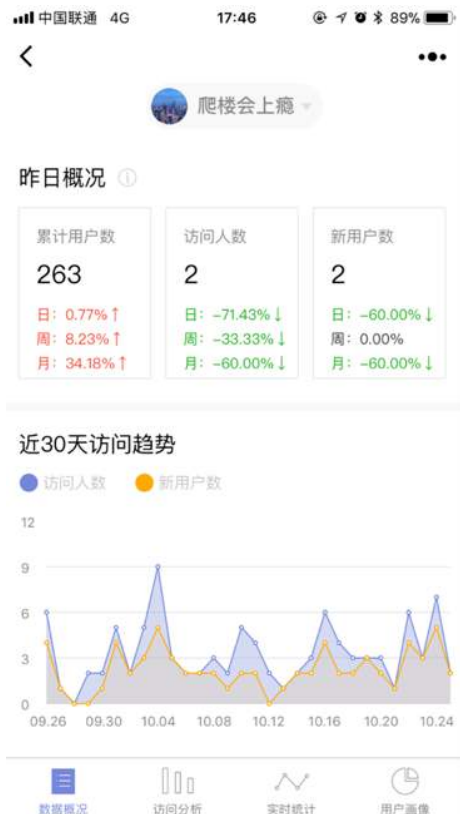 中国联通 4G 17:46 89%
爬楼会上瘾
昨日概况
累计用户数 访问人数 新用户数
263 2 2
日: 0.77%↑ 日: -71.43%↓ 日: -60.00%↓
周: 8.23%↑ 周: -33.33%↓ 周: 0.00%
月: 34.18%↑ 月: -60.00%↓ 月: -60.00%↓
近30天访问趋势
访问人数 新用户数
12
9
6
3
0
09.26 09.30 10.04 10.08 10.12 10.16 10.20 10.24
数据概况 访问分析 实时统计 用户画像